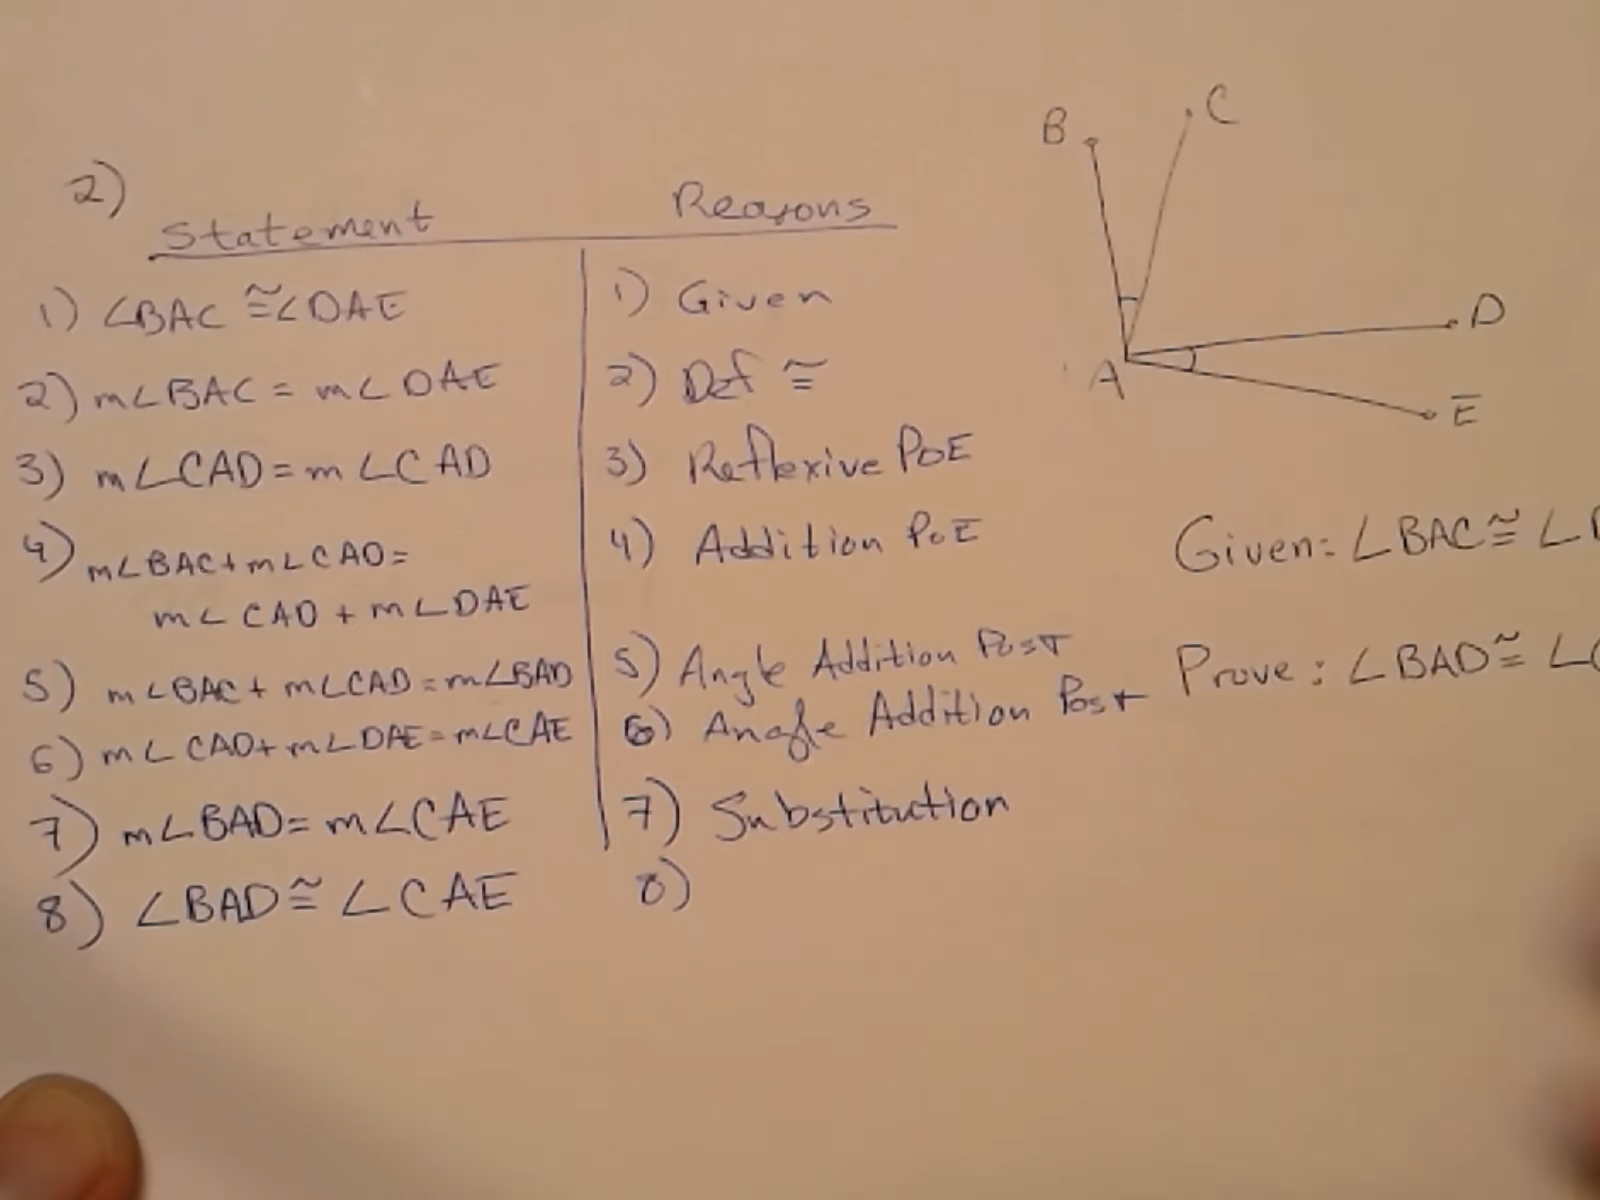 2)
Statement Reasons
1) ∠BAC ≅ ∠DAE 1) Given
2) m∠BAC = m∠DAE 2) Def ≅
3) m∠CAD = m∠CAD 3) Reflexive PoE
4) m∠BAC + m∠CAD = 4) Addition PoE
m∠CAD + m∠DAE
5) m∠BAC + m∠CAD = m∠BAD 5) Angle Addition Post
6) m∠CAD + m∠DAE = m∠CAE 6) Angle Addition Post
7) m∠BAD = m∠CAE 7) Substitution
8) ∠BAD ≅ ∠CAE 8)
B C
D
A
E
Given: ∠BAC ≅ ∠
Prove: ∠BAD ≅ ∠